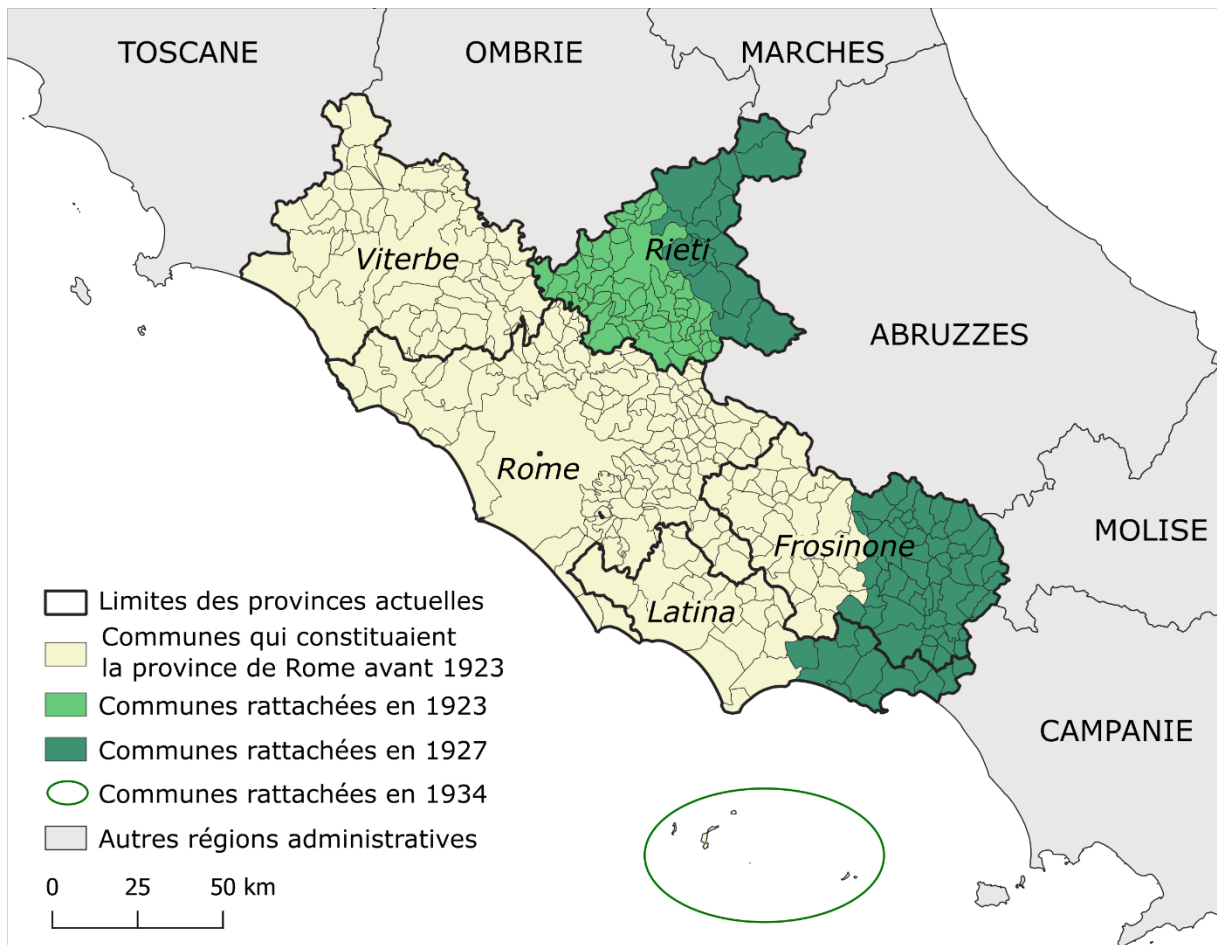 TOSCANE
OMBRIE
MARCHES
Viterbe
Rieti
ABRUZZES
Rome
Frosinone
MOLISE
Latina
CAMPANIE
Limites des provinces actuelles
Communes qui constituaient
la province de Rome avant 1923
Communes rattachées en 1923
Communes rattachées en 1927
Communes rattachées en 1934
Autres régions administratives
0 25 50 km